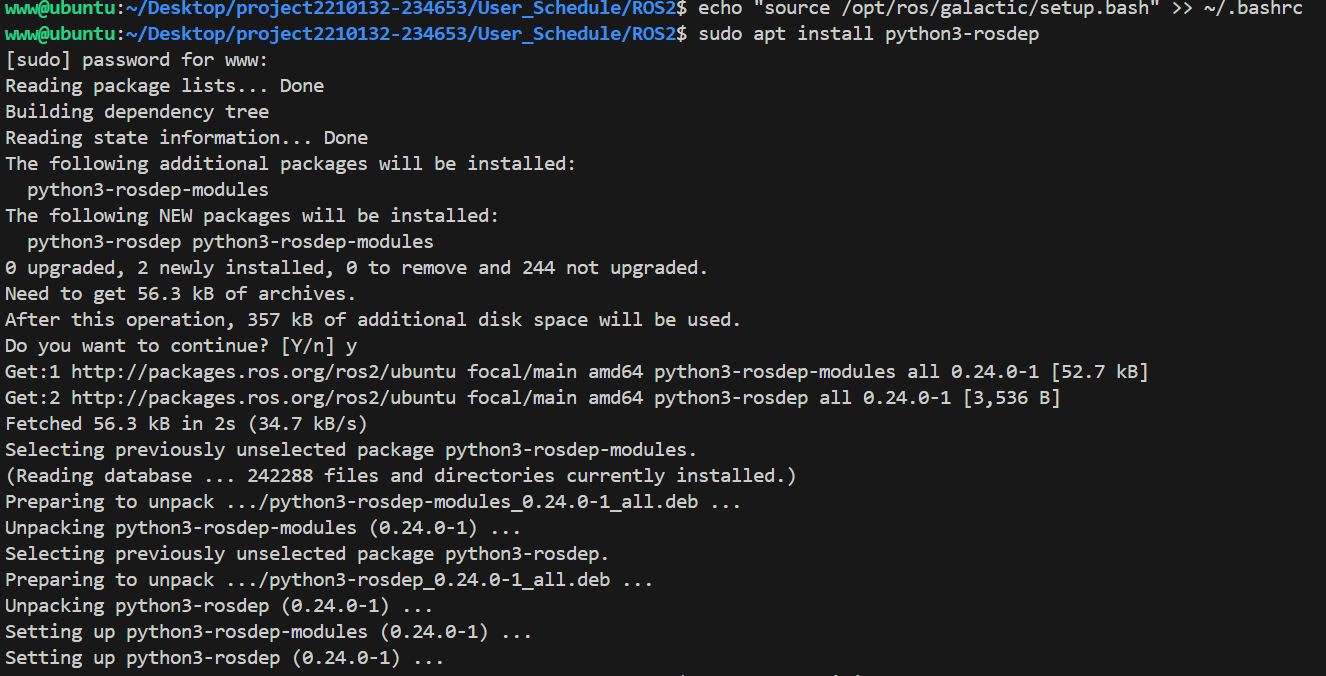 www@ubuntu:~/Desktop/project2210132-234653/User_Schedule/ROS2$ echo "source /opt/ros/galactic/setup.bash" >> ~/.bashrc
www@ubuntu:~/Desktop/project2210132-234653/User_Schedule/ROS2$ sudo apt install python3-rosdep
[sudo] password for www:
Reading package lists... Done
Building dependency tree
Reading state information... Done
The following additional packages will be installed:
  python3-rosdep-modules
The following NEW packages will be installed:
  python3-rosdep python3-rosdep-modules
0 upgraded, 2 newly installed, 0 to remove and 244 not upgraded.
Need to get 56.3 kB of archives.
After this operation, 357 kB of additional disk space will be used.
Do you want to continue? [Y/n] y
Get:1 http://packages.ros.org/ros2/ubuntu focal/main amd64 python3-rosdep-modules all 0.24.0-1 [52.7 kB]
Get:2 http://packages.ros.org/ros2/ubuntu focal/main amd64 python3-rosdep all 0.24.0-1 [3,536 B]
Fetched 56.3 kB in 2s (34.7 kB/s)
Selecting previously unselected package python3-rosdep-modules.
(Reading database ... 242288 files and directories currently installed.)
Preparing to unpack .../python3-rosdep-modules_0.24.0-1_all.deb ...
Unpacking python3-rosdep-modules (0.24.0-1) ...
Selecting previously unselected package python3-rosdep.
Preparing to unpack .../python3-rosdep_0.24.0-1_all.deb ...
Unpacking python3-rosdep (0.24.0-1) ...
Setting up python3-rosdep-modules (0.24.0-1) ...
Setting up python3-rosdep (0.24.0-1) ...